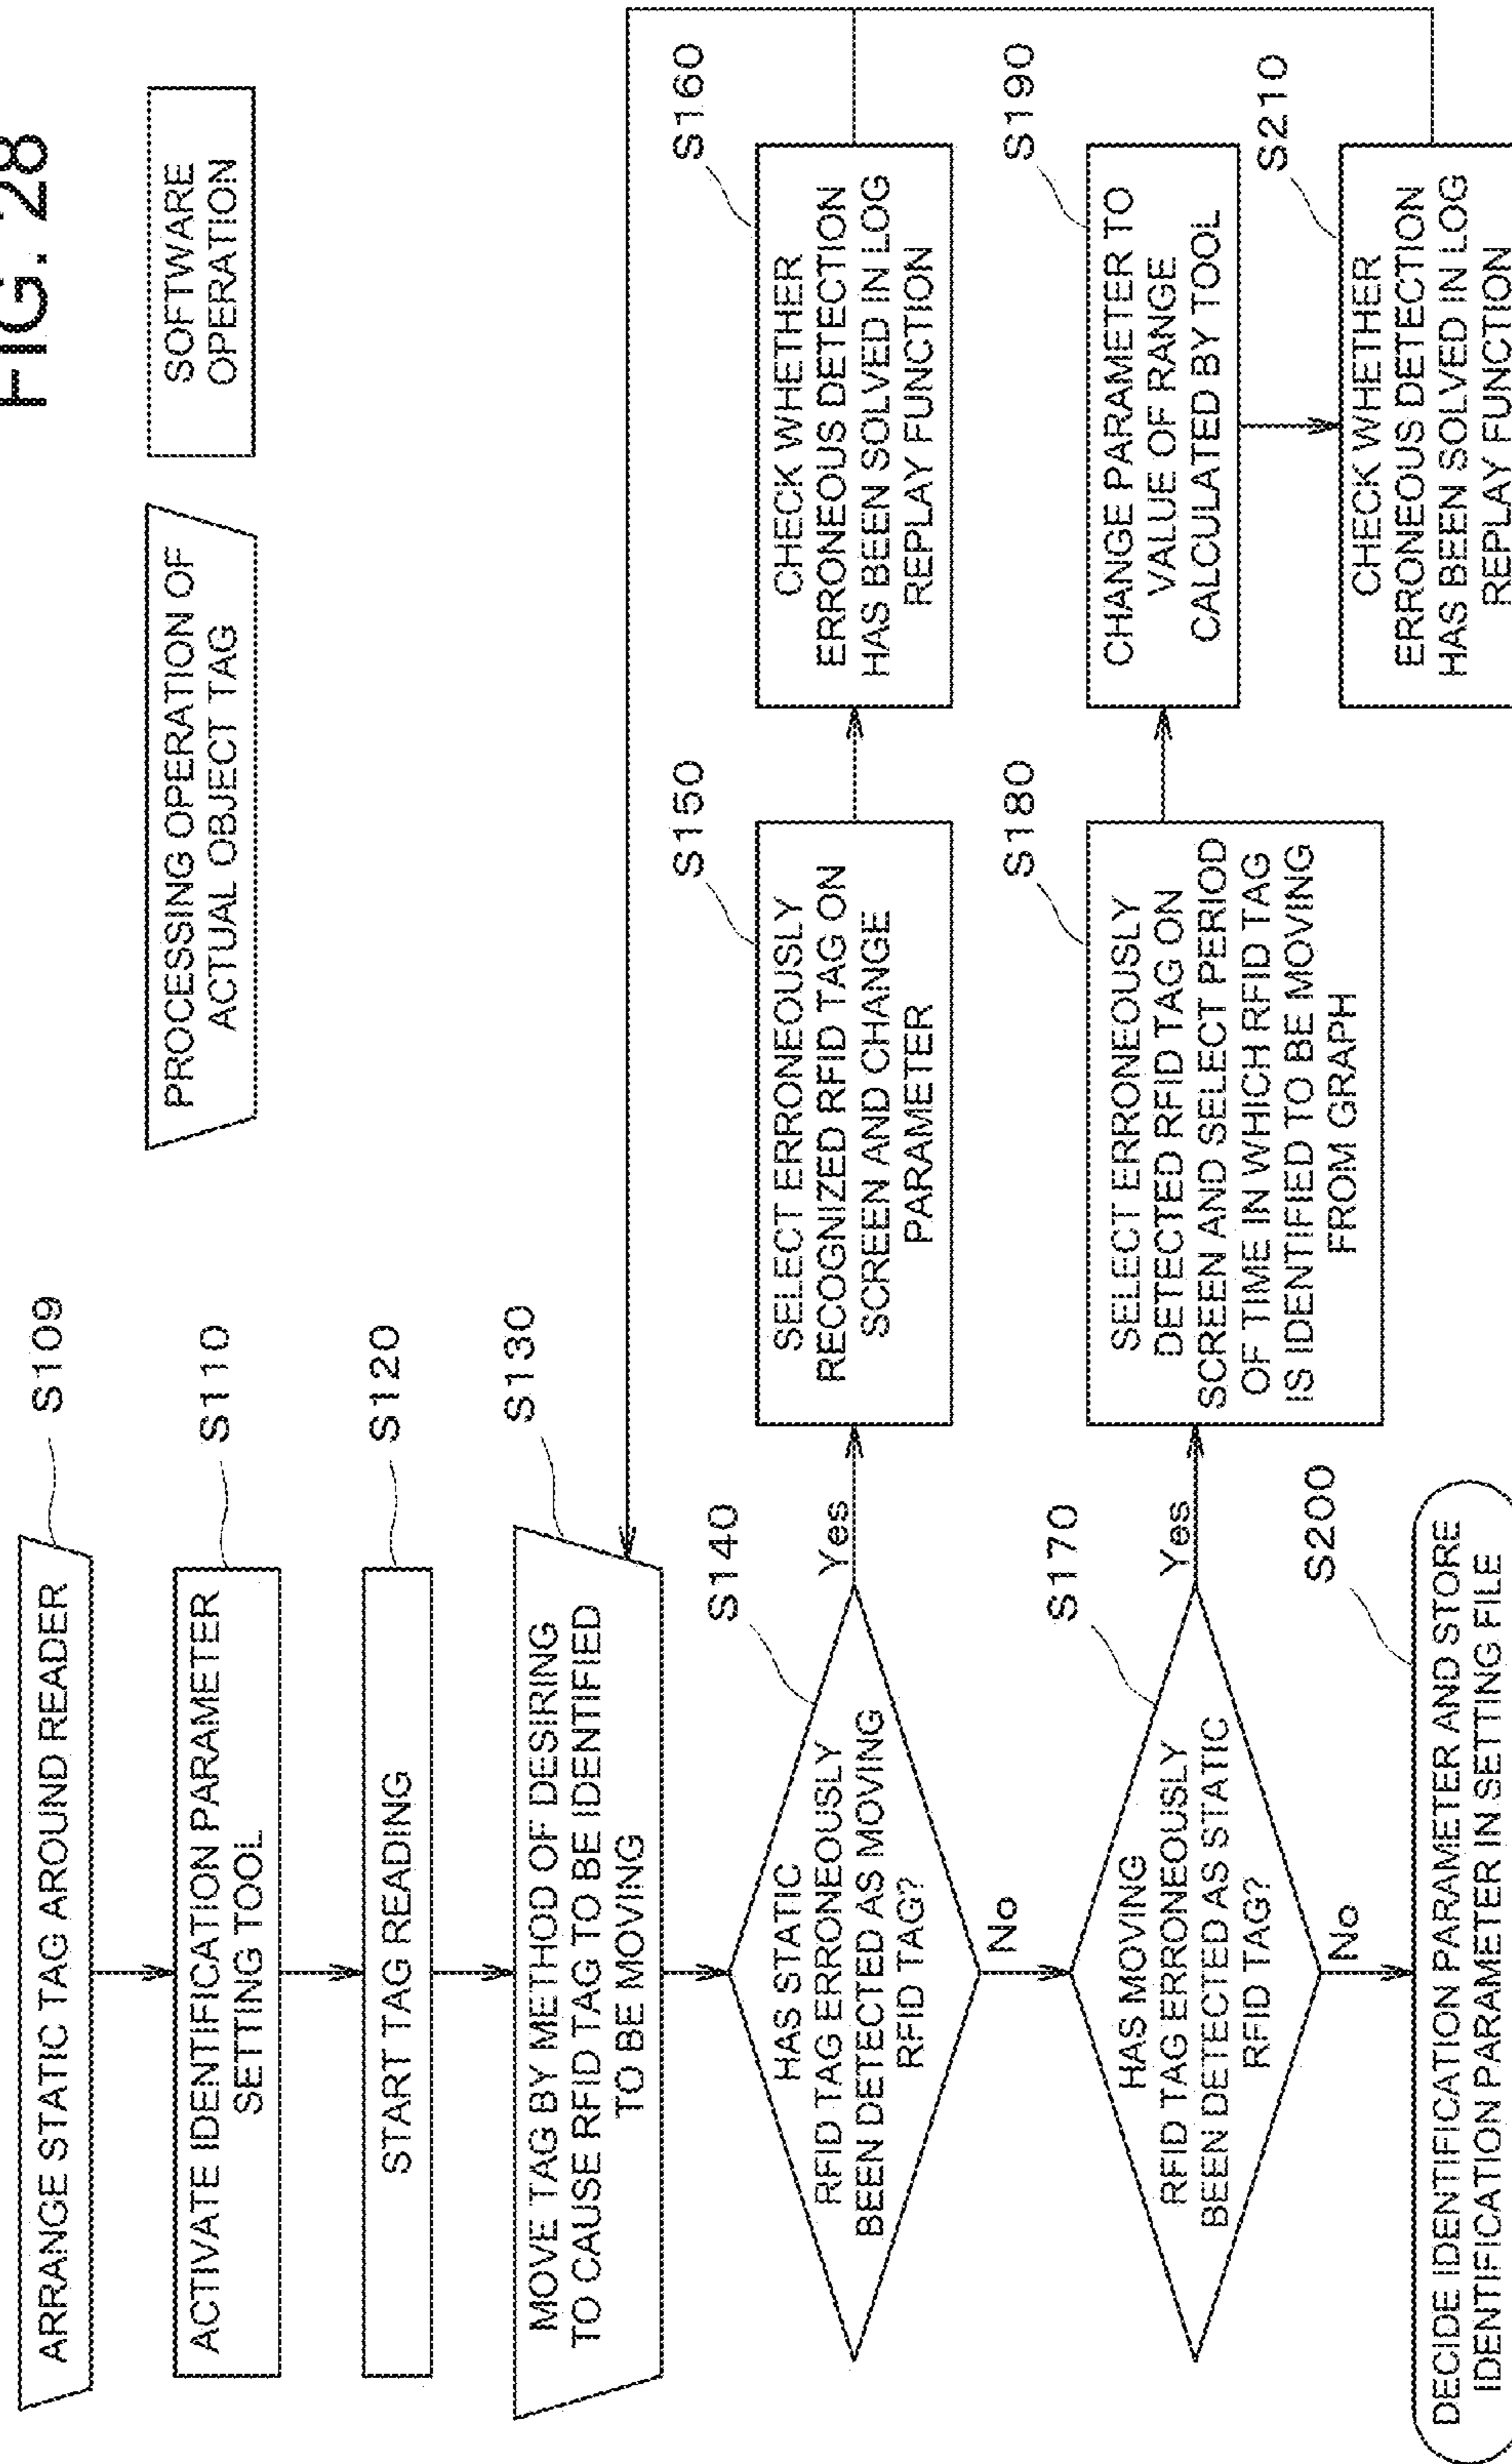 FIG. 28
PROCESSING OPERATION OF
ACTUAL OBJECT TAG
SOFTWARE
OPERATION
S109
ARRANGE STATIC TAG AROUND READER
S110
ACTIVATE IDENTIFICATION PARAMETER
SETTING TOOL
S120
START TAG READING
S130
MOVE TAG BY METHOD OF DESIRING
TO CAUSE RFID TAG TO BE IDENTIFIED
TO BE MOVING
S140
HAS STATIC
RFID TAG ERRONEOUSLY
BEEN DETECTED AS MOVING
RFID TAG?
Yes
No
S150
SELECT ERRONEOUSLY
RECOGNIZED RFID TAG ON
SCREEN AND CHANGE
PARAMETER
S160
CHECK WHETHER
ERRONEOUS DETECTION
HAS BEEN SOLVED IN LOG
REPLAY FUNCTION
S170
HAS MOVING
RFID TAG ERRONEOUSLY
BEEN DETECTED AS STATIC
RFID TAG?
Yes
No
S180
SELECT ERRONEOUSLY
DETECTED RFID TAG ON
SCREEN AND SELECT PERIOD
OF TIME IN WHICH RFID TAG
IS IDENTIFIED TO BE MOVING
FROM GRAPH
S190
CHANGE PARAMETER TO
VALUE OF RANGE
CALCULATED BY TOOL
S210
CHECK WHETHER
ERRONEOUS DETECTION
HAS BEEN SOLVED IN LOG
REPLAY FUNCTION
S200
DECIDE IDENTIFICATION PARAMETER AND STORE
IDENTIFICATION PARAMETER IN SETTING FILE